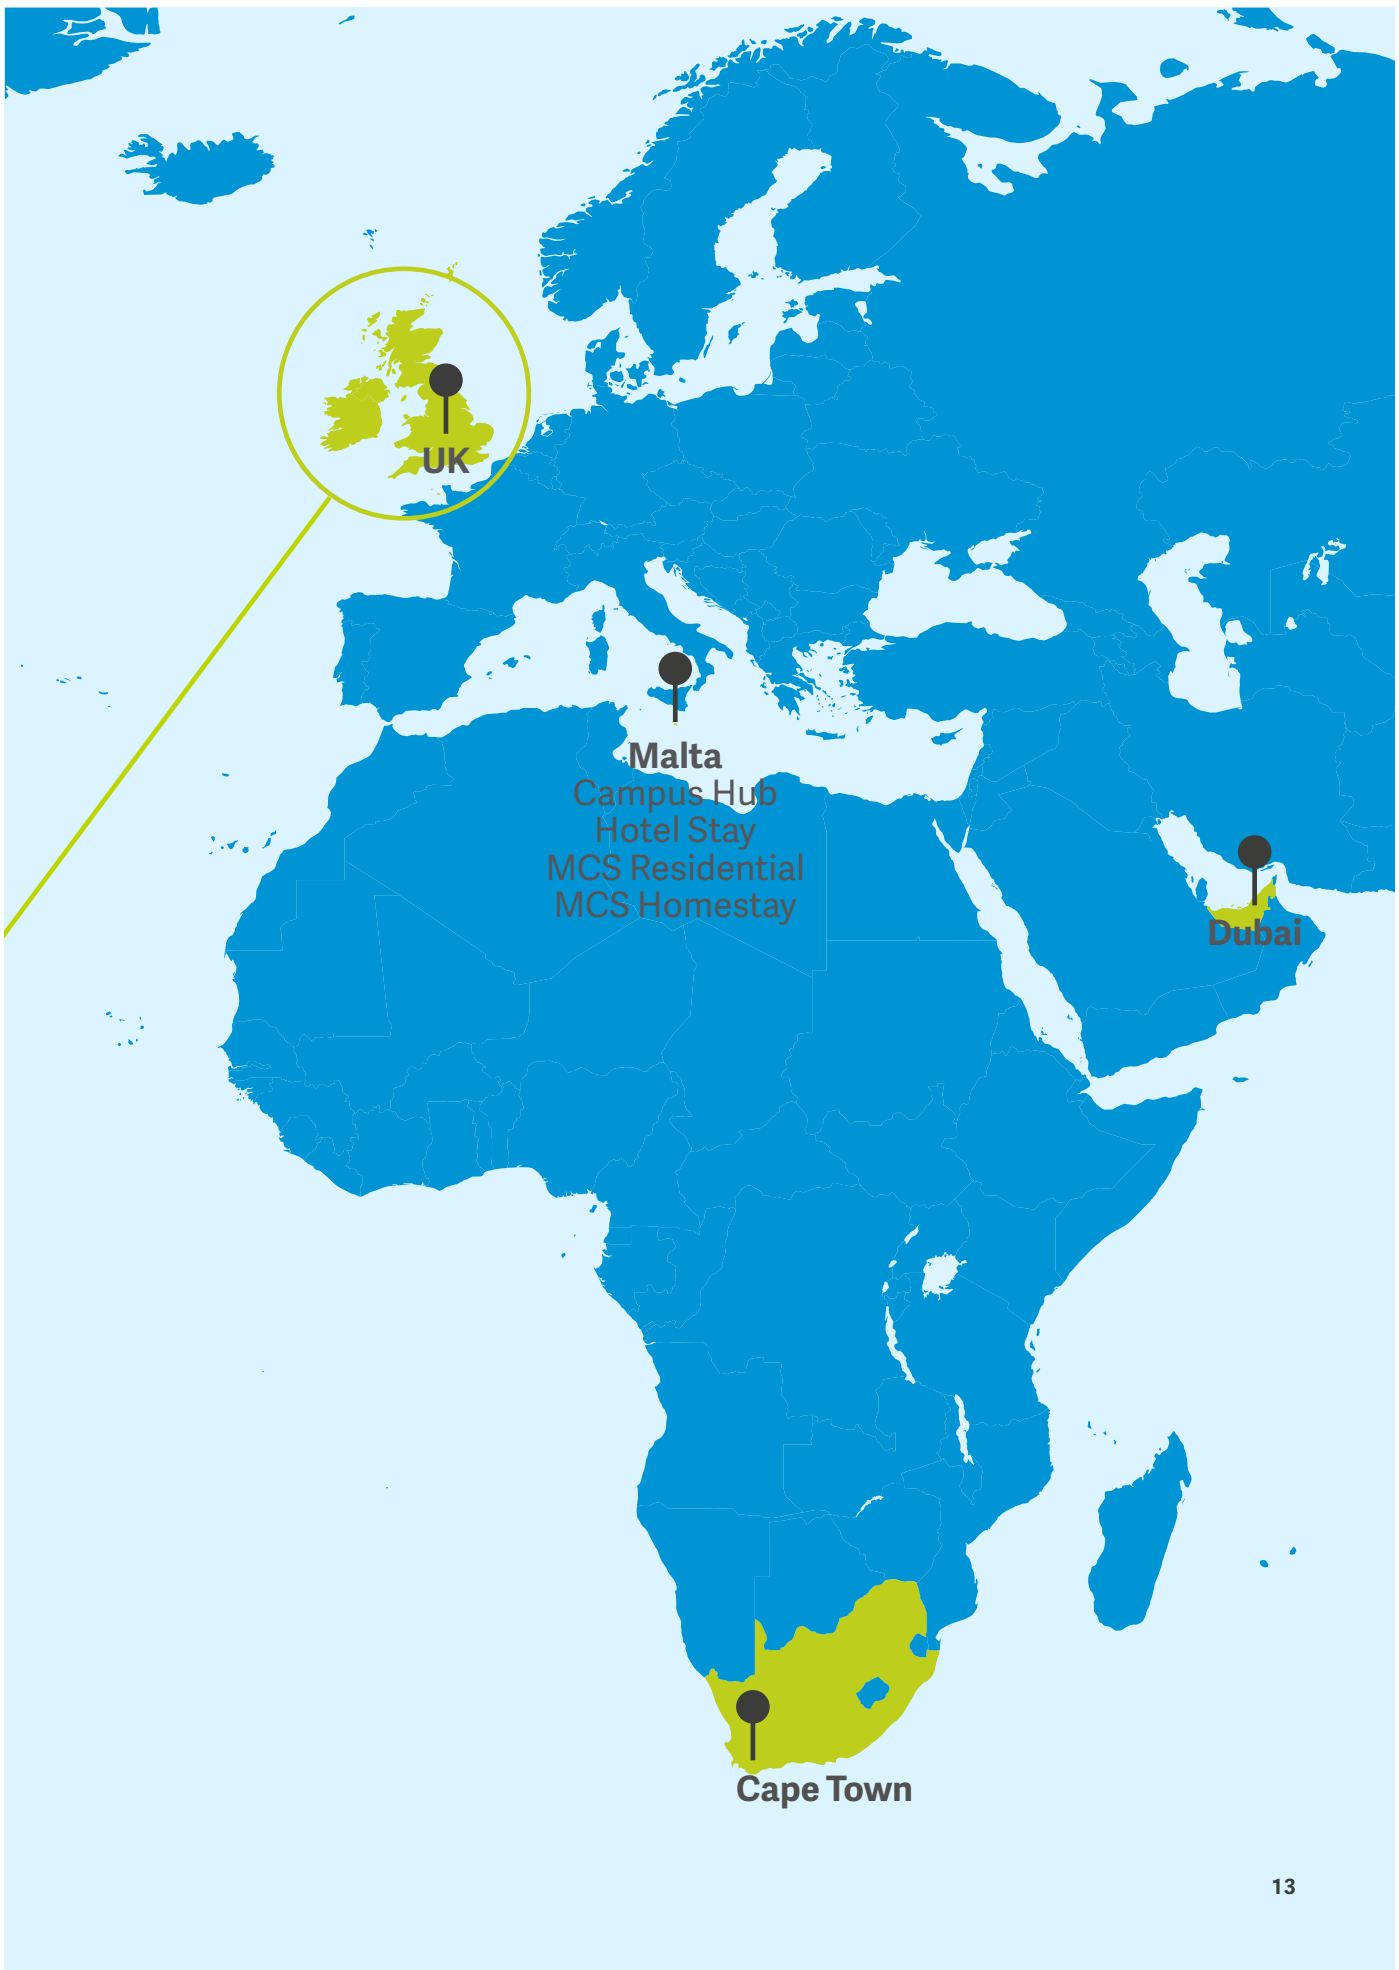 UK
Malta
Campus Hub
Hotel Stay
MCS Residential
MCS Homestay
Dubai
Cape Town
13